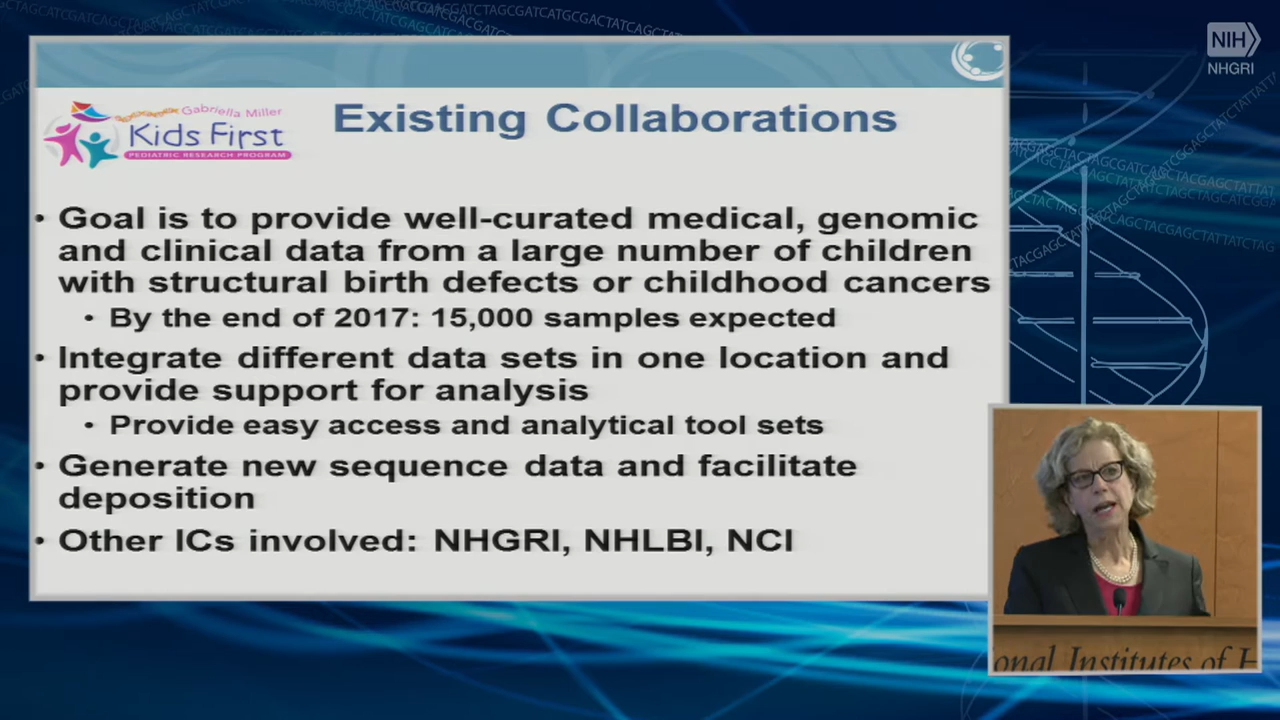 NIH
NHGRI
Gabriella Miller
Kids First
PEDIATRIC RESEARCH PROGRAM
Existing Collaborations
• Goal is to provide well-curated medical, genomic
and clinical data from a large number of children
with structural birth defects or childhood cancers
• By the end of 2017: 15,000 samples expected
• Integrate different data sets in one location and
provide support for analysis
• Provide easy access and analytical tool sets
• Generate new sequence data and facilitate
deposition
• Other ICs involved: NHGRI, NHLBI, NCI
onal Institutes of H